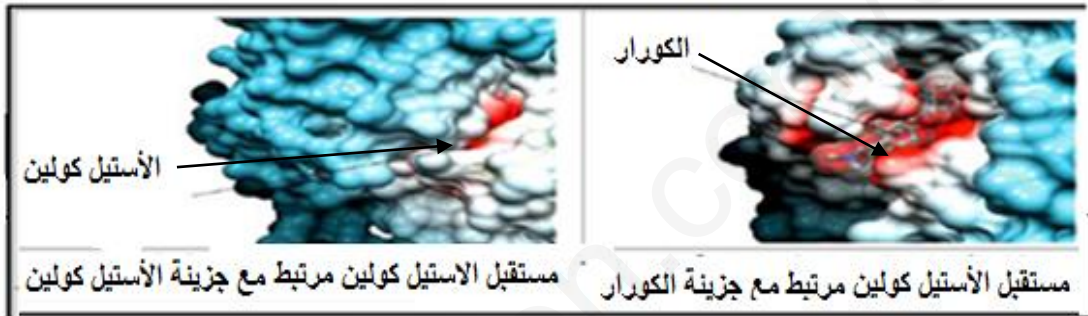 الكورار
الأستيل كولين
مستقبل الأستيل كولين مرتبط مع جزيئة الكورار
مستقبل الاستيل كولين مرتبط مع جزيئة الأستيل كولين